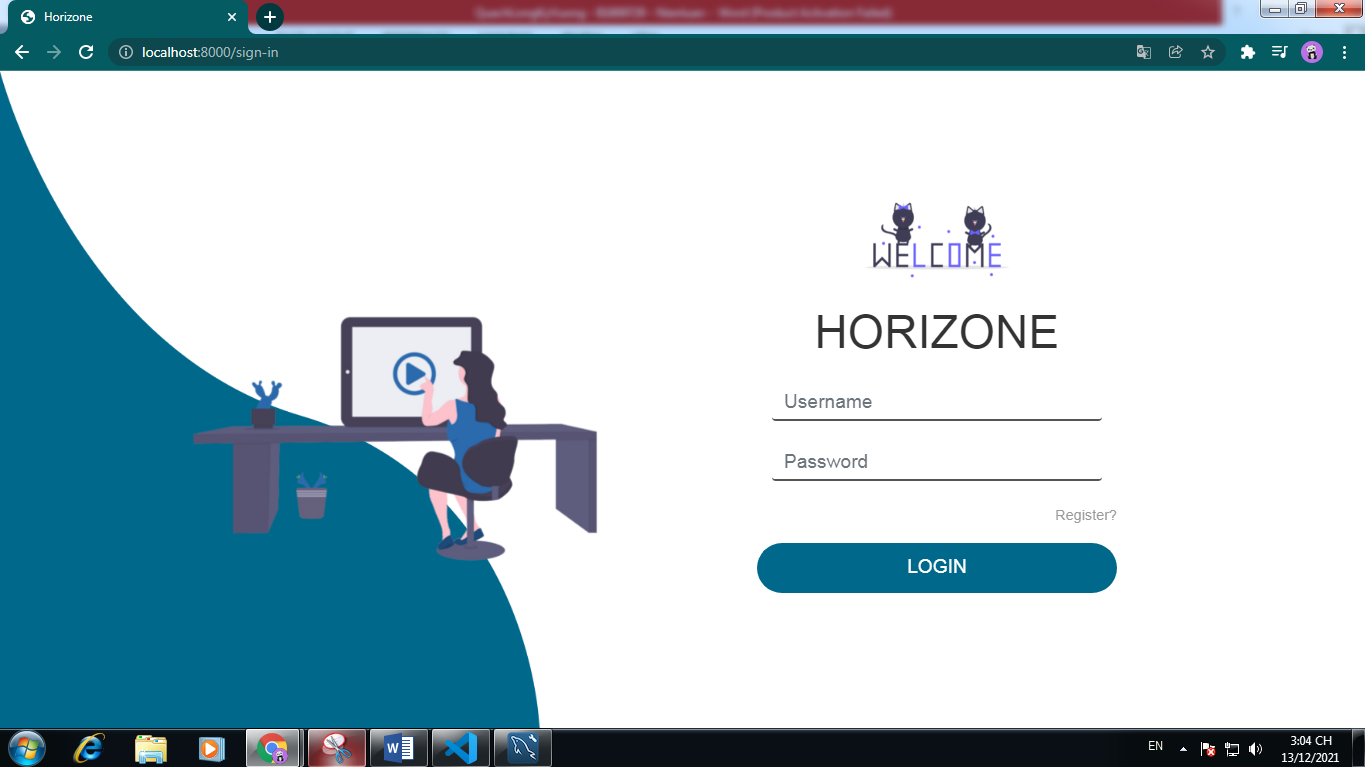 Horizone
localhost:8000/sign-in
WELCOME
HORIZONE
Username
Password
Register?
LOGIN
EN
3:04 CH
13/12/2021